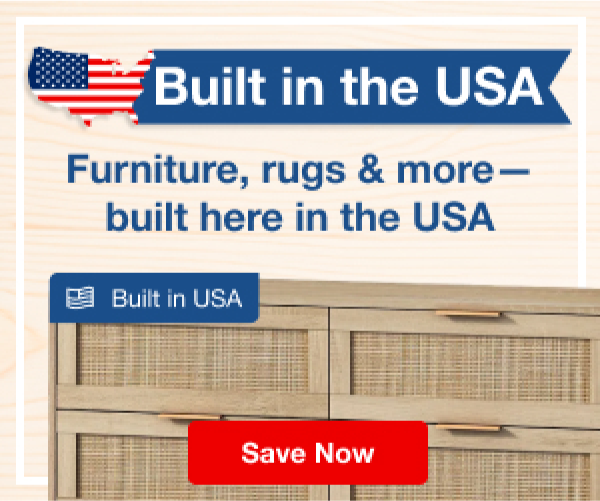 Built in the USA
Furniture, rugs & more—
built here in the USA
Built in USA
Save Now